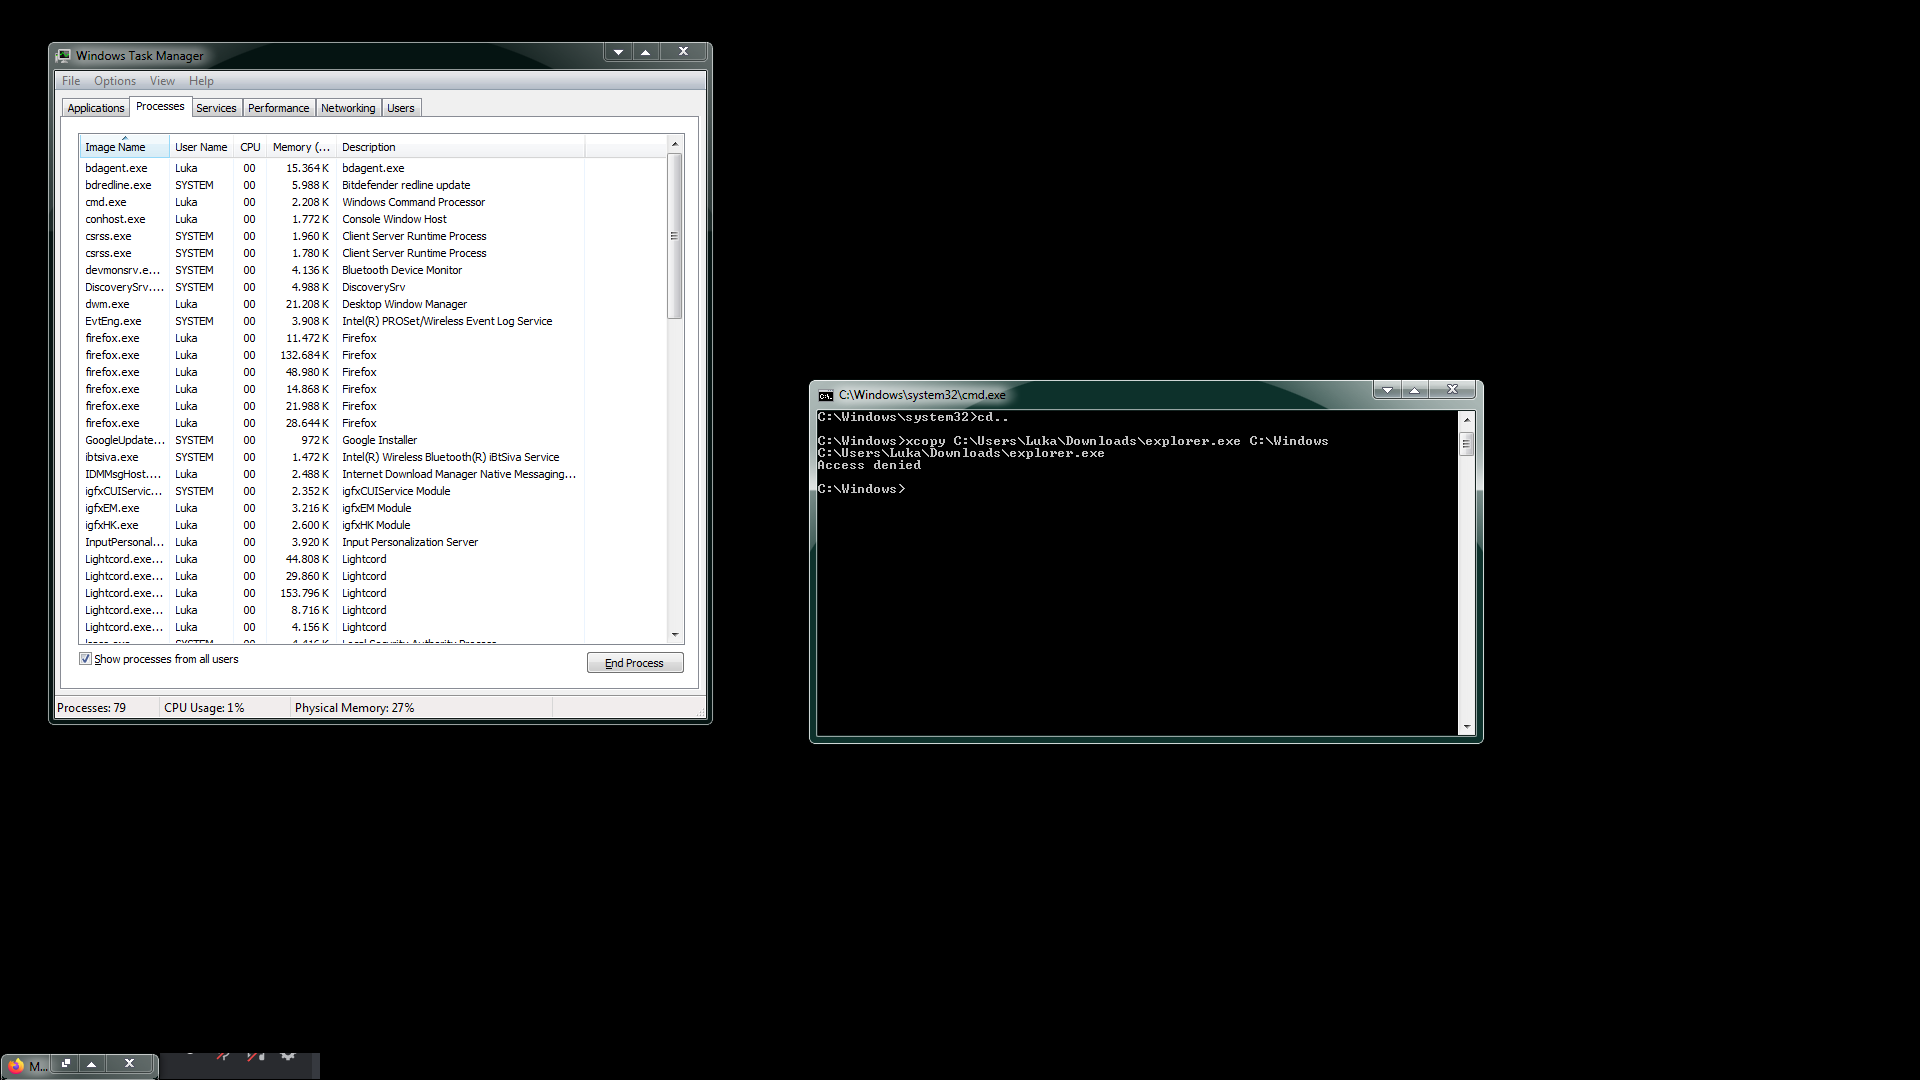 Windows Task Manager
File Options View Help
Applications Processes Services Performance Networking Users
Image Name User Name CPU Memory (... Description
bdagent.exe Luka 00 15.364 K bdagent.exe
bdredline.exe SYSTEM 00 5.988 K Bitdefender redline update
cmd.exe Luka 00 2.208 K Windows Command Processor
conhost.exe Luka 00 1.772 K Console Window Host
csrss.exe SYSTEM 00 1.960 K Client Server Runtime Process
csrss.exe SYSTEM 00 1.780 K Client Server Runtime Process
devmonsrv.e... SYSTEM 00 4.136 K Bluetooth Device Monitor
DiscoverySrv.... SYSTEM 00 4.988 K DiscoverySrv
dwm.exe Luka 00 21.208 K Desktop Window Manager
EvtEng.exe SYSTEM 00 3.908 K Intel(R) PROSet/Wireless Event Log Service
firefox.exe Luka 00 11.472 K Firefox
firefox.exe Luka 00 132.684 K Firefox
firefox.exe Luka 00 48.980 K Firefox
firefox.exe Luka 00 14.868 K Firefox
firefox.exe Luka 00 21.988 K Firefox
firefox.exe Luka 00 28.644 K Firefox
GoogleUpdate... SYSTEM 00 972 K Google Installer
ibtsiva.exe SYSTEM 00 1.472 K Intel(R) Wireless Bluetooth(R) iBtSiva Service
IDMMsgHost.... Luka 00 2.488 K Internet Download Manager Native Messaging...
igfxCUIServic... SYSTEM 00 2.352 K igfxCUIService Module
igfxEM.exe Luka 00 3.216 K igfxEM Module
igfxHK.exe Luka 00 2.600 K igfxHK Module
InputPersonal... Luka 00 3.920 K Input Personalization Server
Lightcord.exe... Luka 00 44.808 K Lightcord
Lightcord.exe... Luka 00 29.860 K Lightcord
Lightcord.exe... Luka 00 153.796 K Lightcord
Lightcord.exe... Luka 00 8.716 K Lightcord
Lightcord.exe... Luka 00 4.156 K Lightcord
lsass.exe SYSTEM 00 4.416 K Local Security Authority Process
Show processes from all users
End Process
Processes: 79 CPU Usage: 1% Physical Memory: 27%
C:\Windows\system32\cmd.exe
C:\Windows\system32>cd..
C:\Windows>xcopy C:\Users\Luka\Downloads\explorer.exe C:\Windows
C:\Users\Luka\Downloads\explorer.exe
Access denied
C:\Windows>
M...